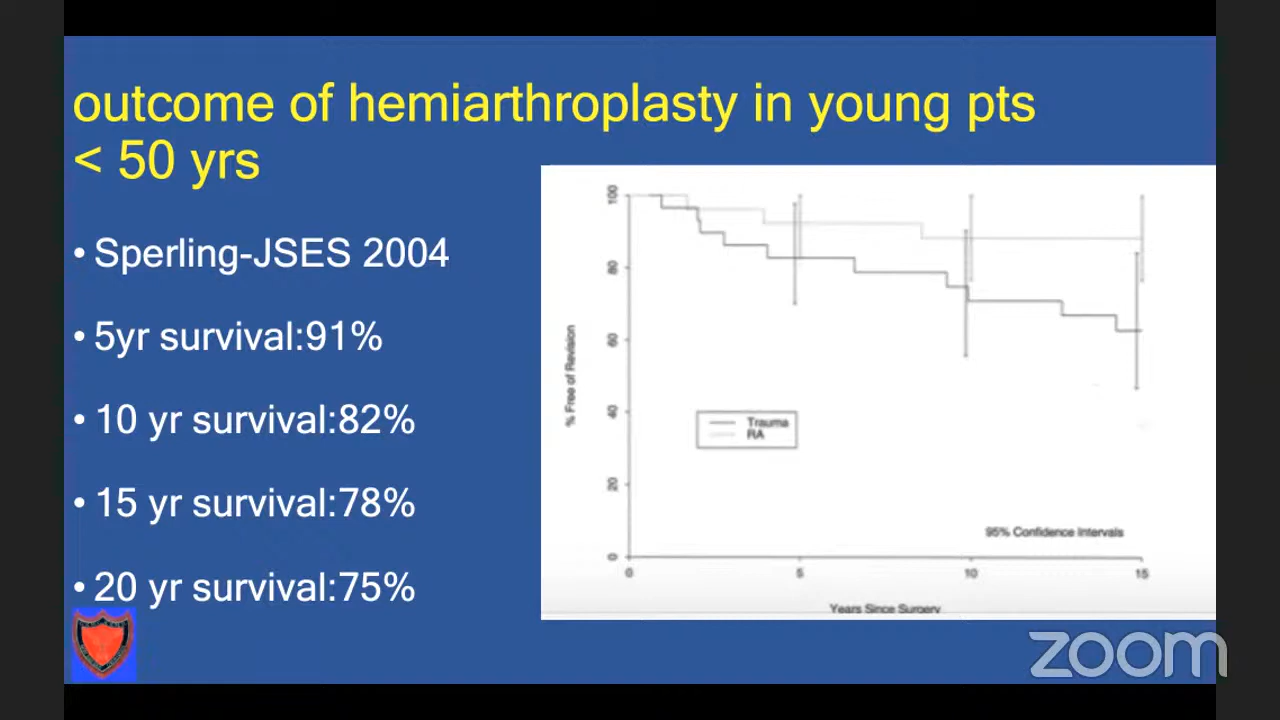 outcome of hemiarthroplasty in young pts
< 50 yrs
• Sperling-JSES 2004
• 5yr survival:91%
• 10 yr survival:82%
• 15 yr survival:78%
• 20 yr survival:75%
100
80
60
40
20
0
% Free of Revision
Trauma
RA
95% Confidence Intervals
0 5 10 15
Years Since Surgery
zoom